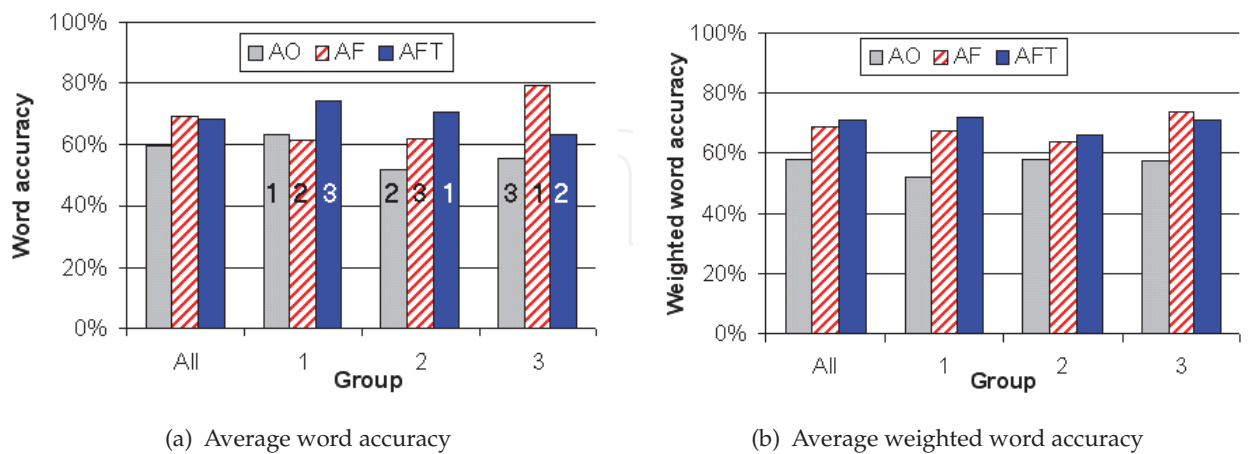 100%
80%
60%
40%
20%
0%
Word accuracy
AO AF AFT
1 2 3 2 3 1 3 1 2
All 1 2 3
Group
(a) Average word accuracy
100%
80%
60%
40%
20%
0%
Weighted word accuracy
AO AF AFT
All 1 2 3
Group
(b) Average weighted word accuracy